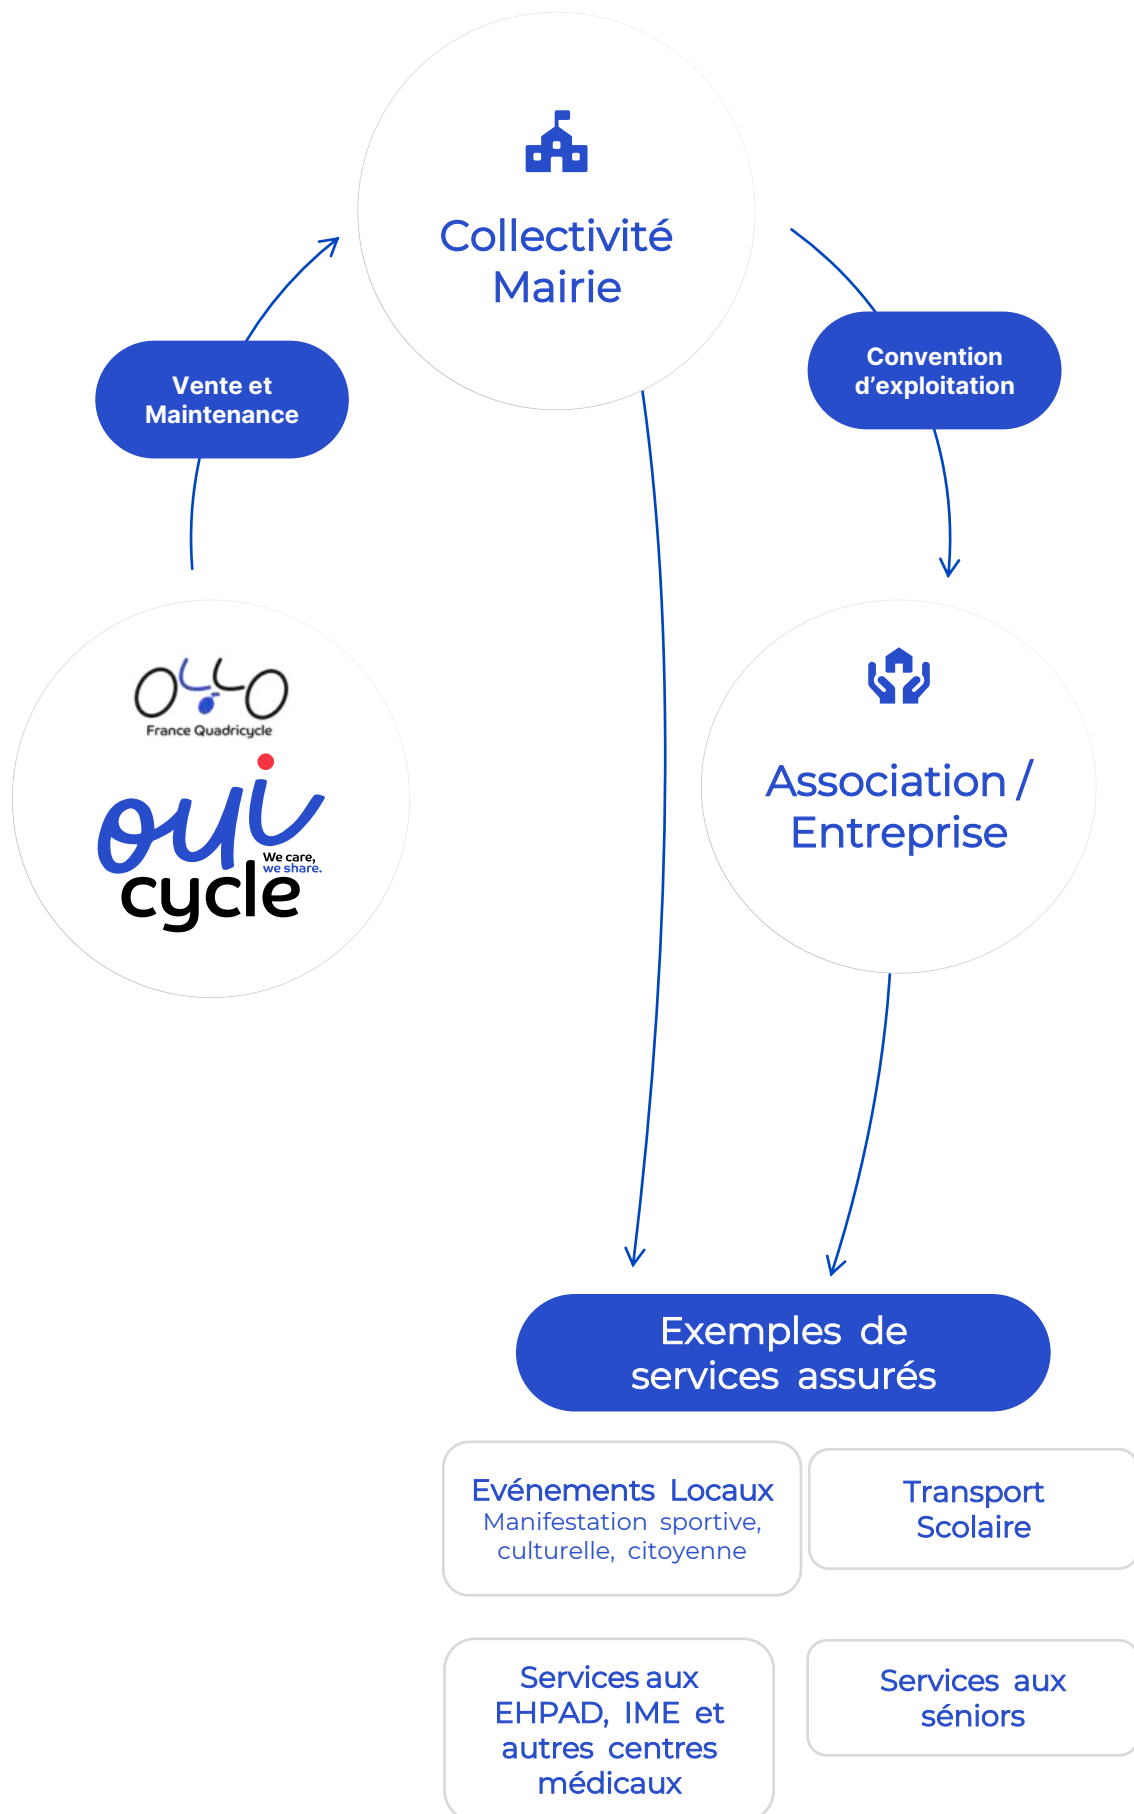 Collectivité
Mairie
Vente et
Maintenance
Convention
d'exploitation
OLLO
France Quadricycle
oui
We care,
we share.
cycle
Association /
Entreprise
Exemples de
services assurés
Evénements Locaux
Manifestation sportive,
culturelle, citoyenne
Transport
Scolaire
Services aux
EHPAD, IME et
autres centres
médicaux
Services aux
séniors